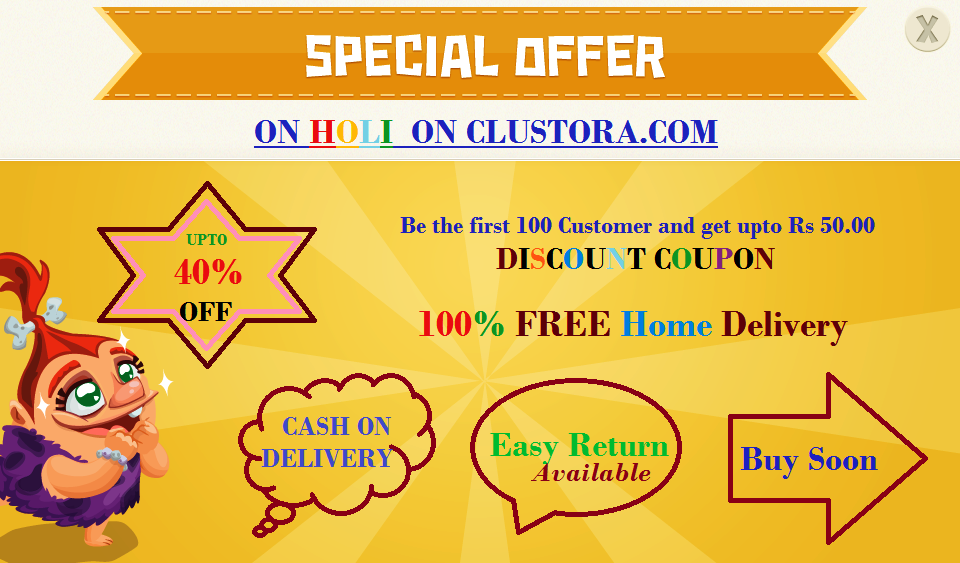 SPECIAL OFFER
X
ON HOLI ON CLUSTORA.COM
UPTO
40%
OFF
Be the first 100 Customer and get upto Rs 50.00
DISCOUNT COUPON
100% FREE Home Delivery
CASH ON
DELIVERY
Easy Return
Available
Buy Soon